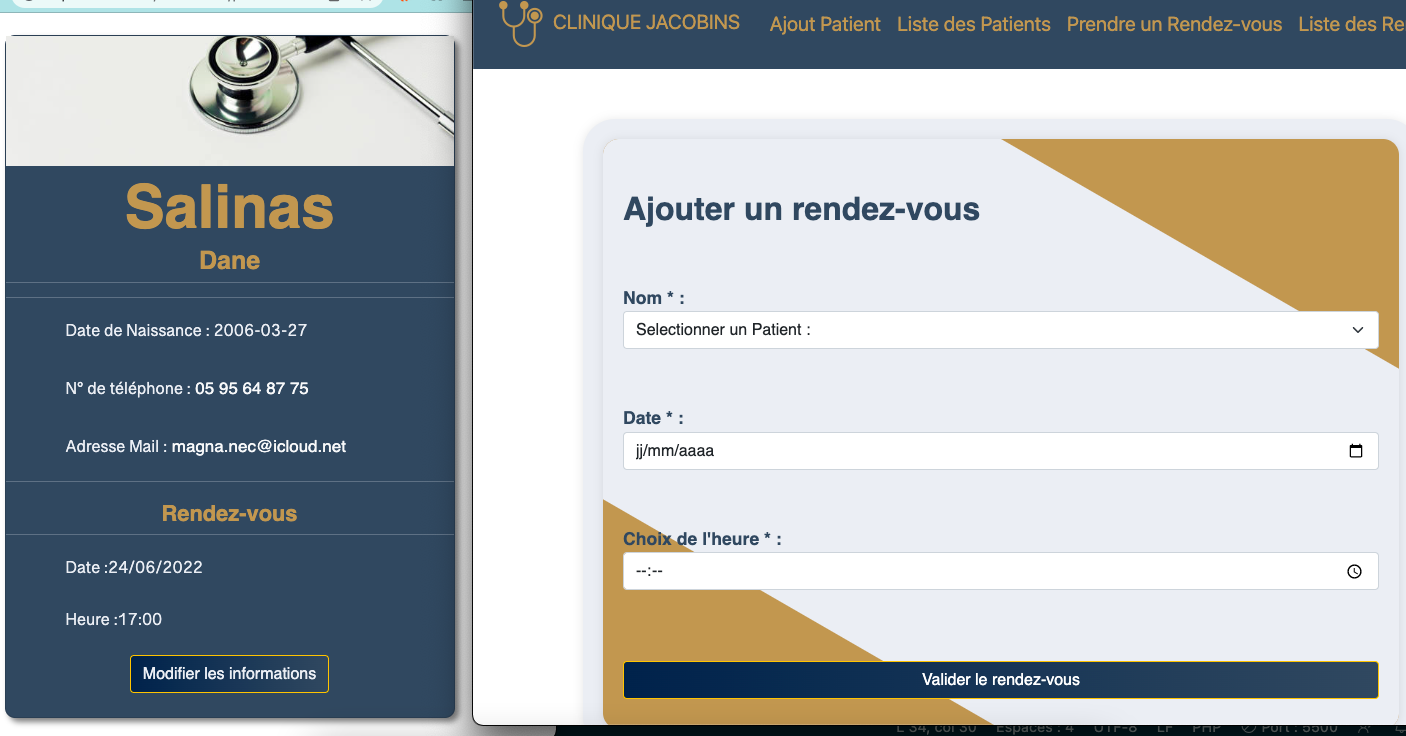 Salinas
Dane
Date de Naissance : 2006-03-27
N° de téléphone : 05 95 64 87 75
Adresse Mail : magna.nec@icloud.net
Rendez-vous
Date :24/06/2022
Heure :17:00
Modifier les informations
CLINIQUE JACOBINS Ajout Patient Liste des Patients Prendre un Rendez-vous Liste des
Ajouter un rendez-vous
Nom * :
Selectionner un Patient :
Date * :
jj/mm/aaaa
Choix de l'heure * :
--:--
Valider le rendez-vous
L 34, col 30 Espaces : 4 UTF-8 LF PHP Port : 5500